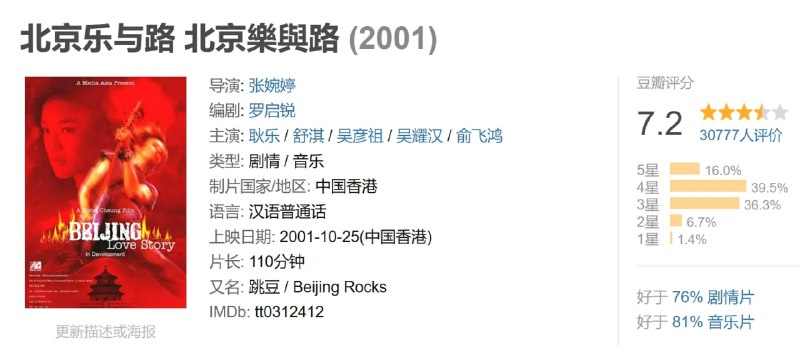 北京乐与路 北京樂與路 (2001)
A Media Asia Present
A Mabel Cheung Film
BEIJING
Love Story
In Development
更新描述或海报
导演: 张婉婷
编剧: 罗启锐
主演: 耿乐 / 舒淇 / 吴彦祖 / 吴耀汉 / 俞飞鸿
类型: 剧情 / 音乐
制片国家/地区: 中国香港
语言: 汉语普通话
上映日期: 2001-10-25(中国香港)
片长: 110分钟
又名: 跳豆 / Beijing Rocks
IMDb: tt0312412
豆瓣评分
7.2
30777人评价
5星 16.0%
4星 39.5%
3星 36.3%
2星 6.7%
1星 1.4%
好于 76% 剧情片
好于 81% 音乐片